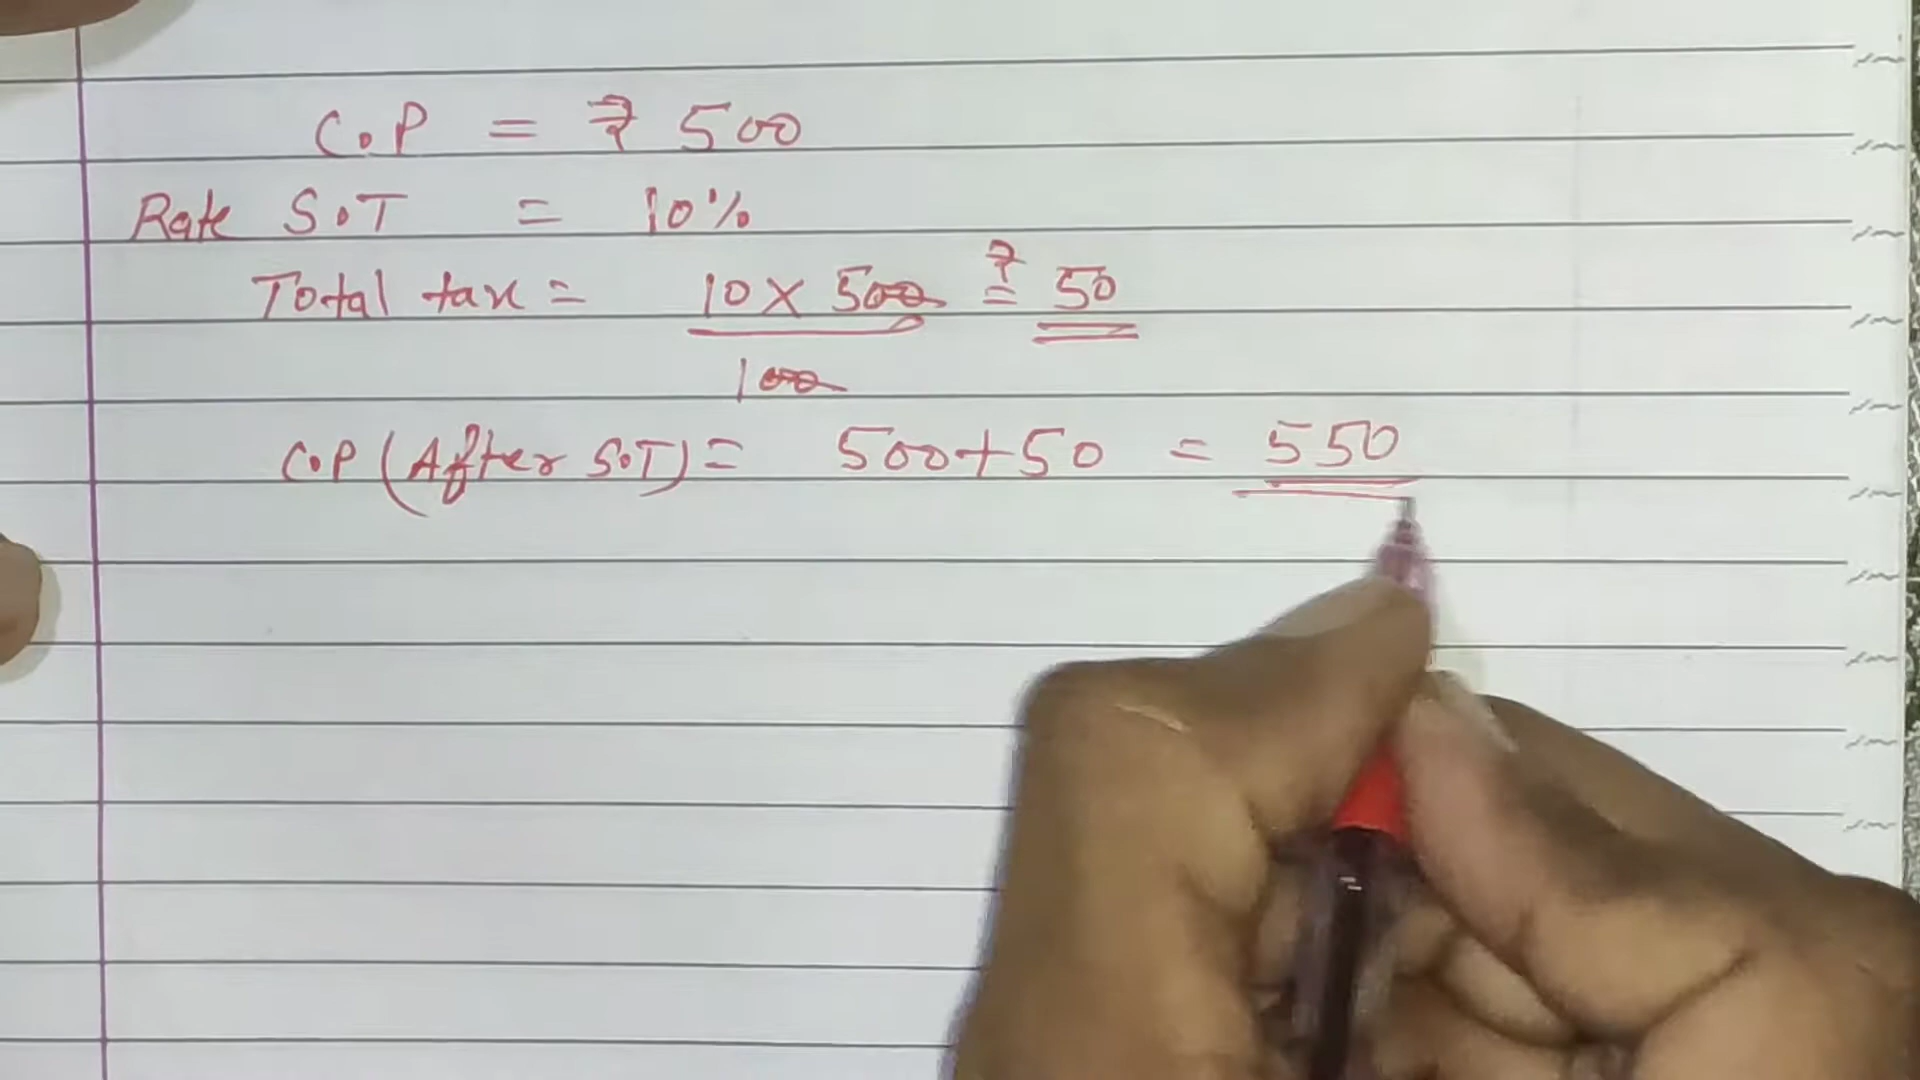 C.P = ₹ 500
Rate S.T = 10%
Total tax = 10 x 500 = ₹ 50
100
C.P (After S.T) = 500+50 = 550